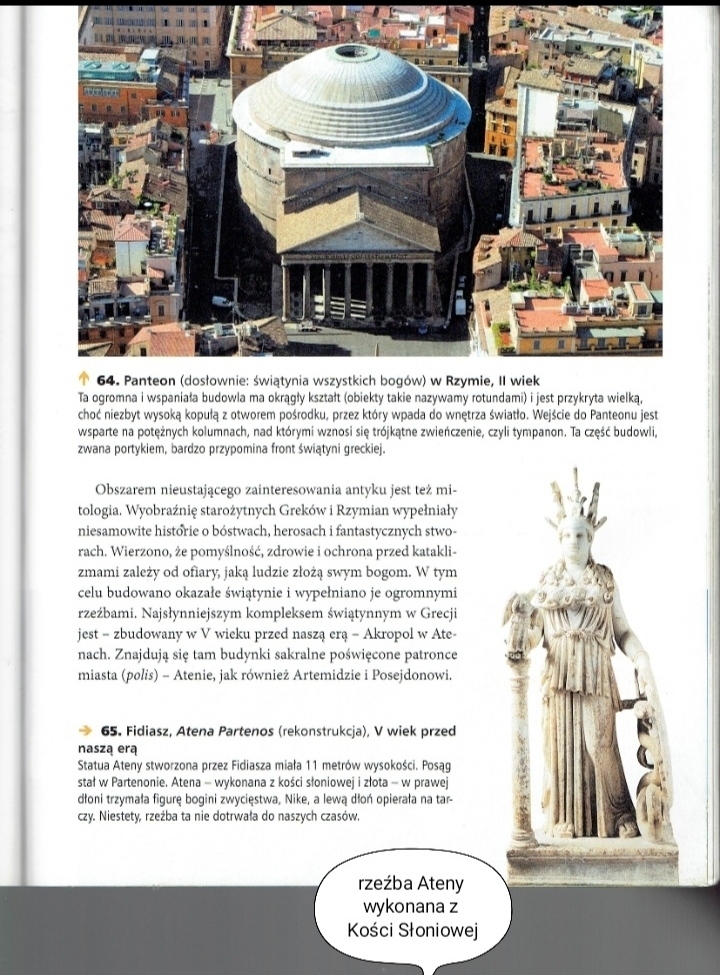 64. Panteon (dosłownie: świątynia wszystkich bogów) w Rzymie, II wiek
Ta ogromna i wspaniała budowla ma okrągły kształt (obiekty takie nazywamy rotundami) i jest przykryta wielką,
choć niezbyt wysoką kopułą z otworem pośrodku, przez który wpada do wnętrza światło. Wejście do Panteonu jest
wsparte na potężnych kolumnach, nad którymi wznosi się trójkątne zwieńczenie, czyli tympanon. Ta część budowli,
zwana portykiem, bardzo przypomina front świątyni greckiej.
Obszarem nieustającego zainteresowania antyku jest też mi-
tologia. Wyobraźnię starożytnych Greków i Rzymian wypełniały
niesamowite historie o bóstwach, herosach i fantastycznych stwo-
rach. Wierzono, że pomyślność, zdrowie i ochrona przed katakli-
zmami zależy od ofiary, jaką ludzie złożą swym bogom. W tym
celu budowano okazałe świątynie i wypełniano je ogromnymi
rzeźbami. Najsłynniejszym kompleksem świątynnym w Grecji
jest – zbudowany w V wieku przed naszą erą – Akropol w Ate-
nach. Znajdują się tam budynki sakralne poświęcone patronce
miasta (polis) – Atenie, jak również Artemidzie i Posejdonowi.
65. Fidiasz, Atena Partenos (rekonstrukcja), V wiek przed
naszą erą
Statua Ateny stworzona przez Fidiasza miała 11 metrów wysokości. Posąg
stał w Partenonie. Atena – wykonana z kości słoniowej i złota – w prawej
dłoni trzymała figurę bogini zwycięstwa, Nike, a lewą dłoń opierała na tar-
czy. Niestety, rzeźba ta nie dotrwała do naszych czasów.
rzeźba Ateny
wykonana z
Kości Słoniowej